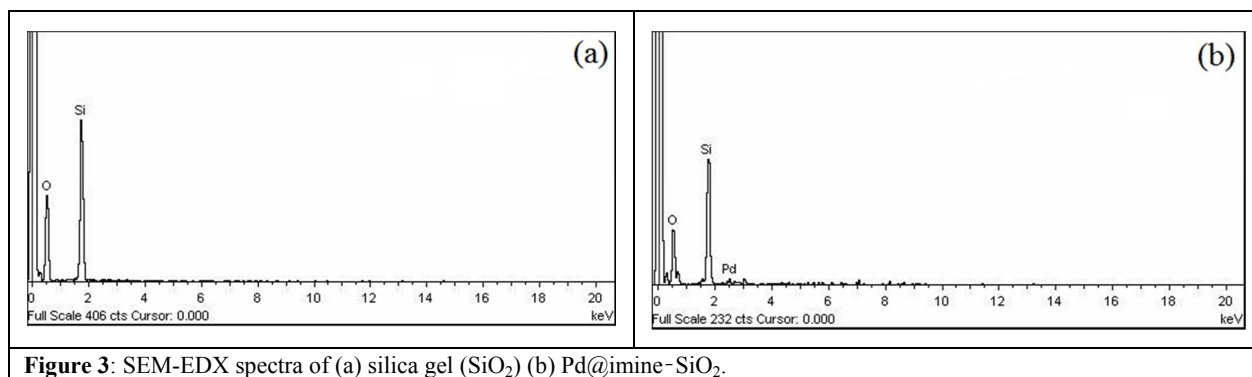 (a)
Si
O
0 2 4 6 8 10 12 14 16 18 20
Full Scale 406 cts Cursor: 0.000 keV
(b)
Si
O
Pd
0 2 4 6 8 10 12 14 16 18 20
Full Scale 232 cts Cursor: 0.000 keV
Figure 3: SEM-EDX spectra of (a) silica gel (SiO₂) (b) Pd@imine-SiO₂.